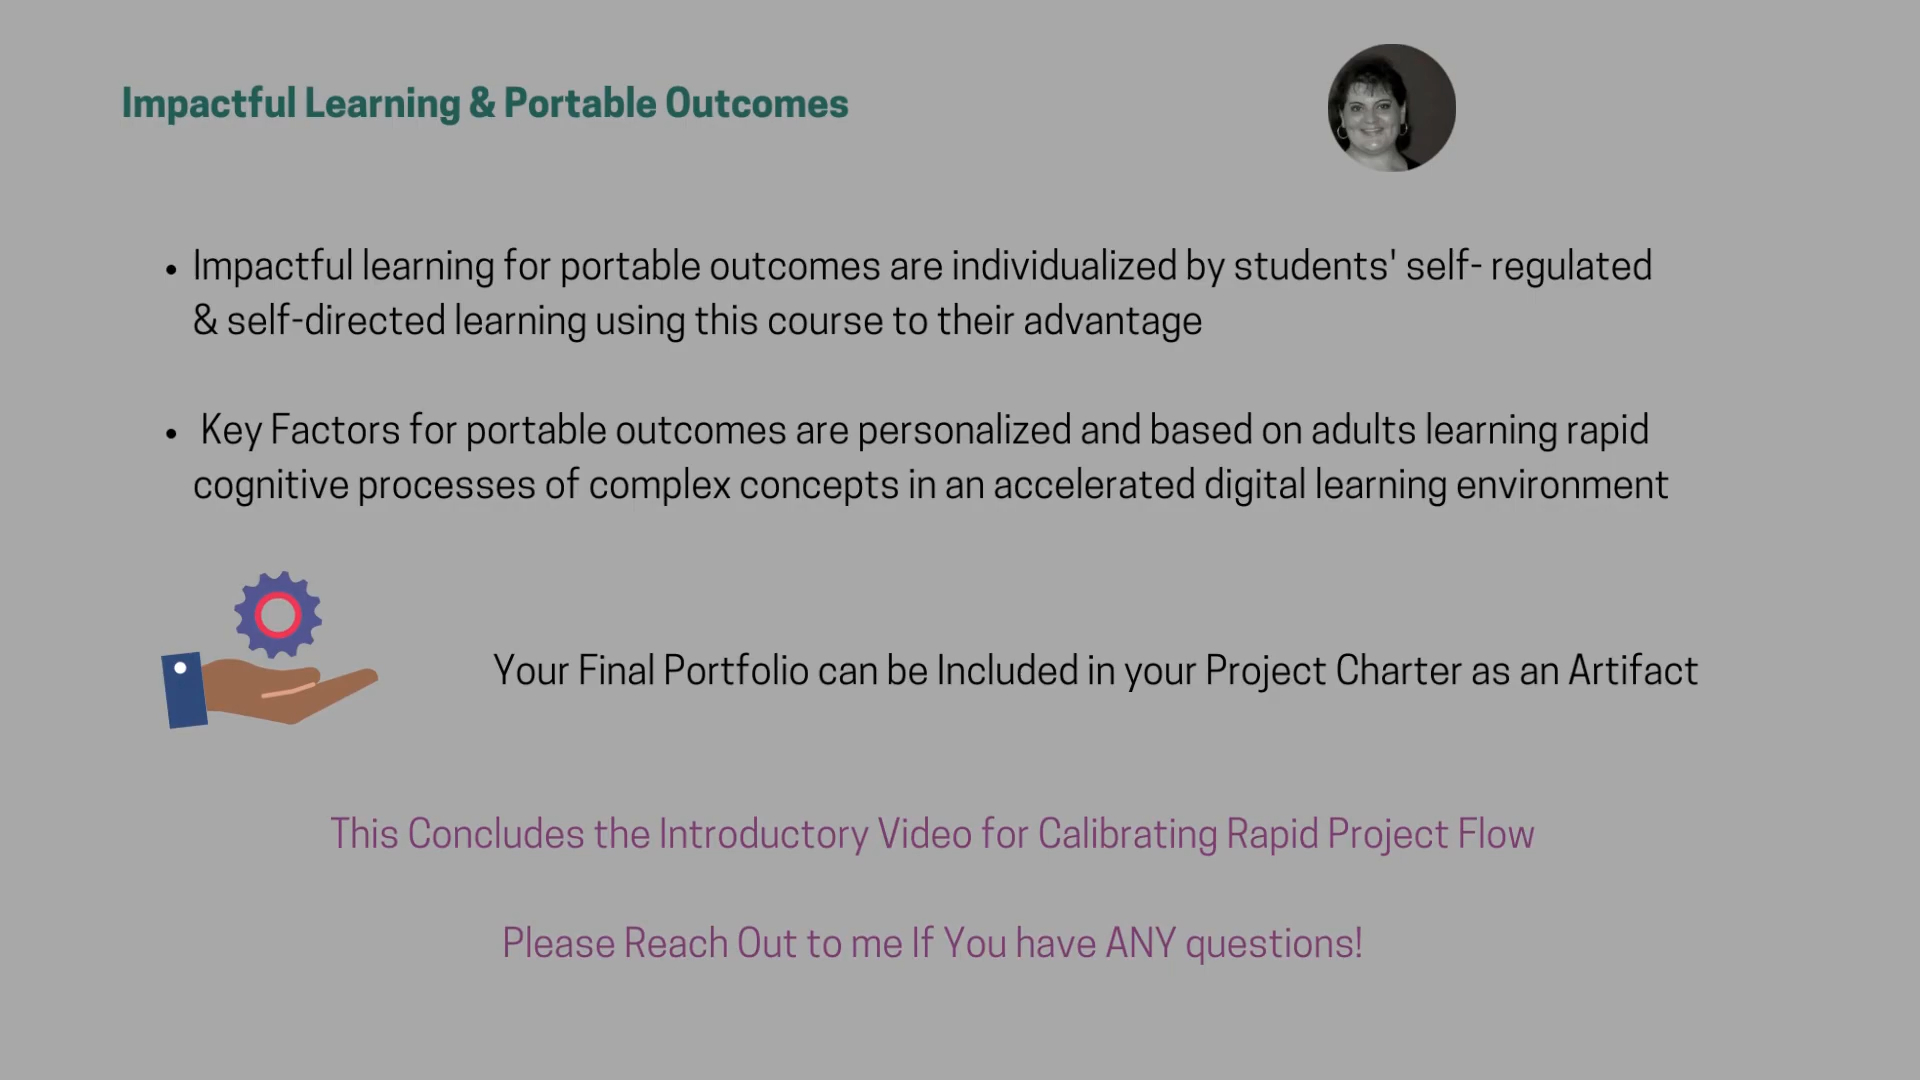 Impactful Learning & Portable Outcomes
• Impactful learning for portable outcomes are individualized by students' self- regulated
& self-directed learning using this course to their advantage
• Key Factors for portable outcomes are personalized and based on adults learning rapid
cognitive processes of complex concepts in an accelerated digital learning environment
Your Final Portfolio can be Included in your Project Charter as an Artifact
This Concludes the Introductory Video for Calibrating Rapid Project Flow
Please Reach Out to me If You have ANY questions!